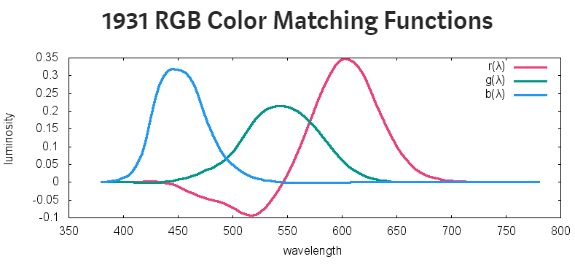 1931 RGB Color Matching Functions
0.35
0.3
0.25
0.2
0.15
0.1
0.05
0
-0.05
-0.1
luminosity
r(λ)
g(λ)
b(λ)
350 400 450 500 550 600 650 700 750 800
wavelength